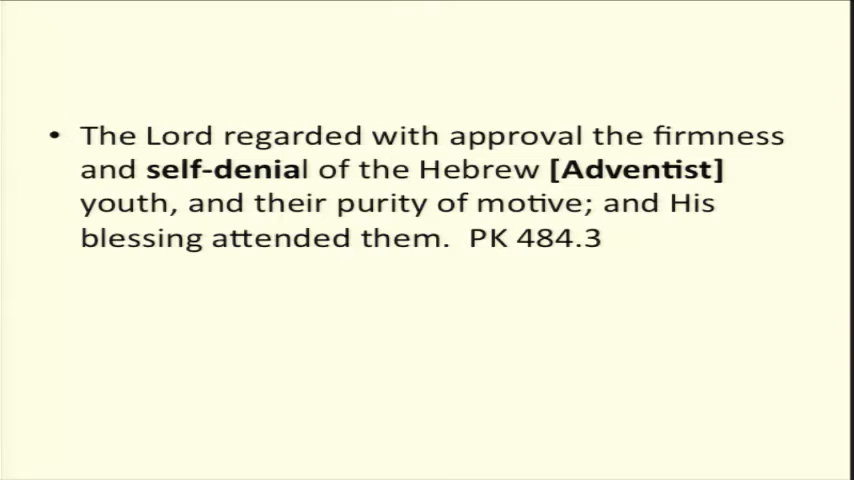 • The Lord regarded with approval the firmness
and self-denial of the Hebrew [Adventist]
youth, and their purity of motive; and His
blessing attended them.  PK 484.3